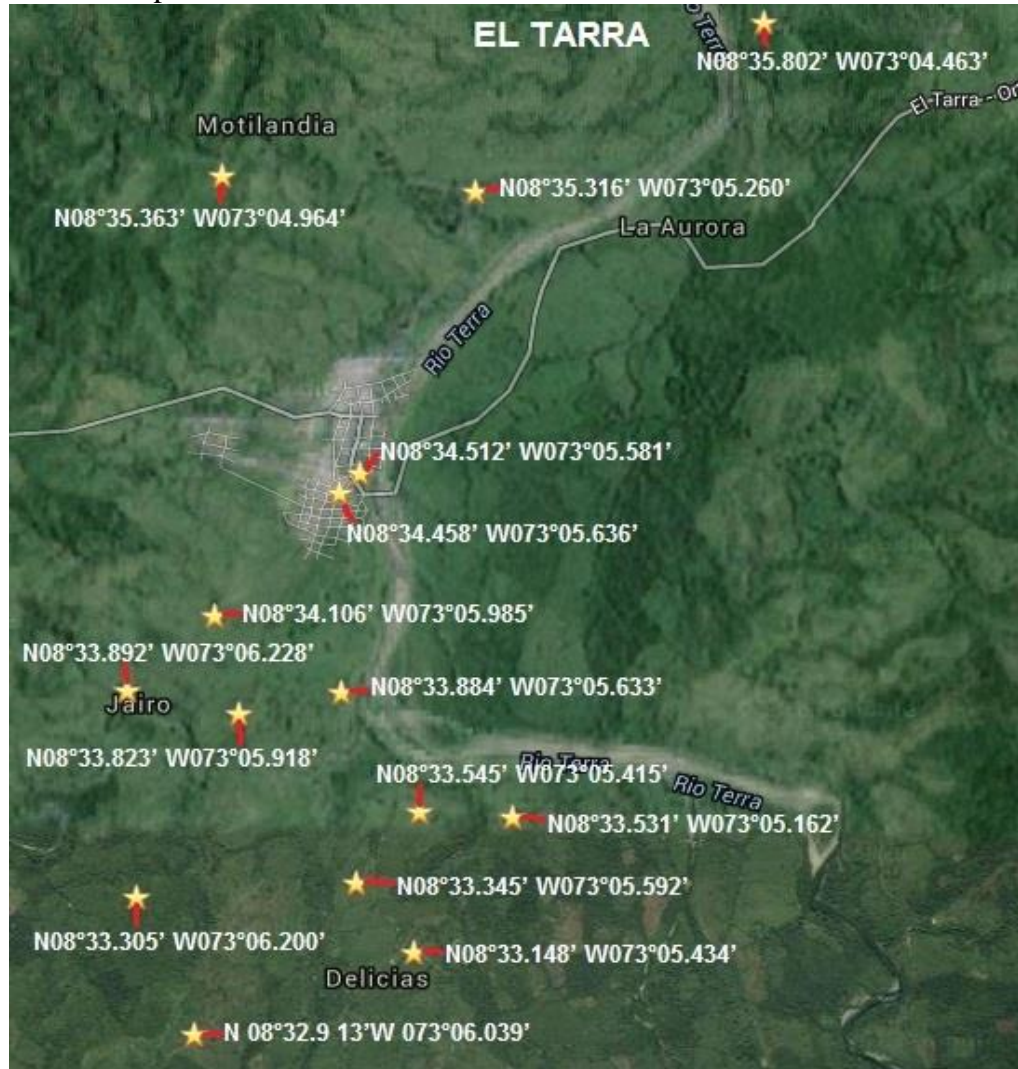 EL TARRA
Rio Terra
N08°35.802’ W073°04.463’
El Tarra - Or
Motilandia
N08°35.316’ W073°05.260’
N08°35.363’ W073°04.964’
La Aurora
Rio Terra
N08°34.512’ W073°05.581’
N08°34.458’ W073°05.636’
N08°34.106’ W073°05.985’
N08°33.892’ W073°06.228’
N08°33.884’ W073°05.633’
Jairo
N08°33.823’ W073°05.918’
Rio Terra
N08°33.545’ W073°05.415’
Rio Terra
N08°33.531’ W073°05.162’
N08°33.345’ W073°05.592’
N08°33.305’ W073°06.200’
N08°33.148’ W073°05.434’
Delicias
N 08°32.9 13’W 073°06.039’